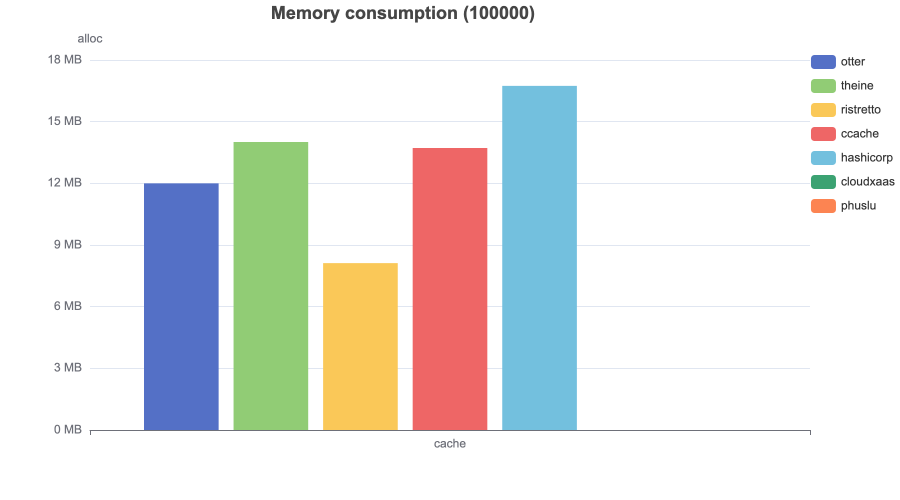 Memory consumption (100000)
alloc
18 MB
15 MB
12 MB
9 MB
6 MB
3 MB
0 MB
cache
otter
theine
ristretto
ccache
hashicorp
cloudxaas
phuslu